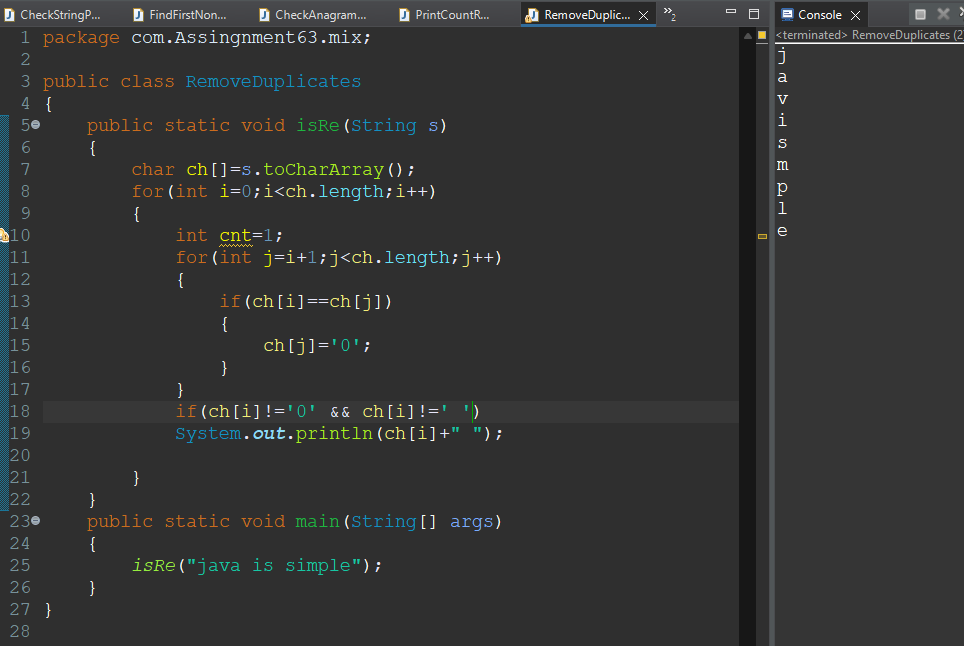 CheckStringP... FindFirstNon... CheckAnagram... PrintCountR... RemoveDuplic... »2
1 package com.Assingnment63.mix;
2
3 public class RemoveDuplicates
4 {
5 public static void isRe(String s)
6 {
7 char ch[]=s.toCharArray();
8 for(int i=0;i<ch.length;i++)
9 {
10 int cnt=1;
11 for(int j=i+1;j<ch.length;j++)
12 {
13 if(ch[i]==ch[j])
14 {
15 ch[j]='0';
16 }
17 }
18 if(ch[i]!='0' && ch[i]!=' ')
19 System.out.println(ch[i]+" ");
20
21 }
22 }
23 public static void main(String[] args)
24 {
25 isRe("java is simple");
26 }
27 }
28
Console
<terminated> RemoveDuplicates (2)
j
a
v
i
s
m
p
l
e